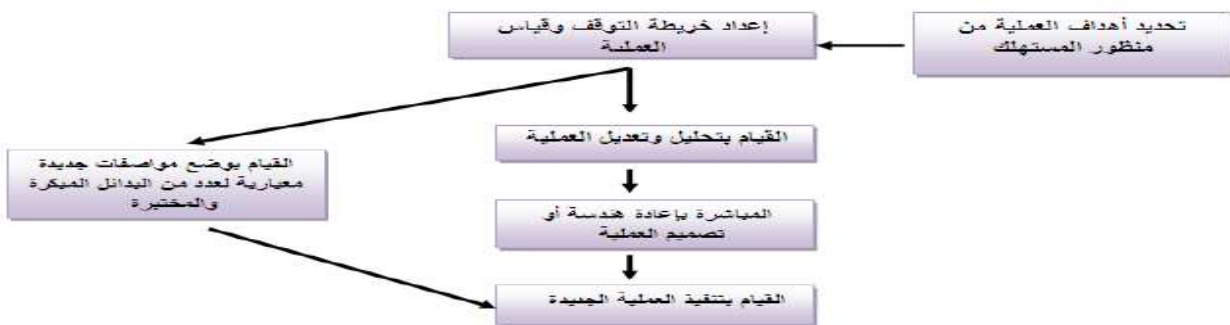 تحديد أهداف العملية من
منظور المستهلك
إعداد خريطة التوقف وقياس
العملية
القيام بتحليل وتعديل العملية
القيام بوضع مواصفات جديدة
معيارية لعدد من البدائل المبكرة
والمختبرة
المباشرة بإعادة هندسة أو
تصميم العملية
القيام بتنفيذ العملية الجديدة